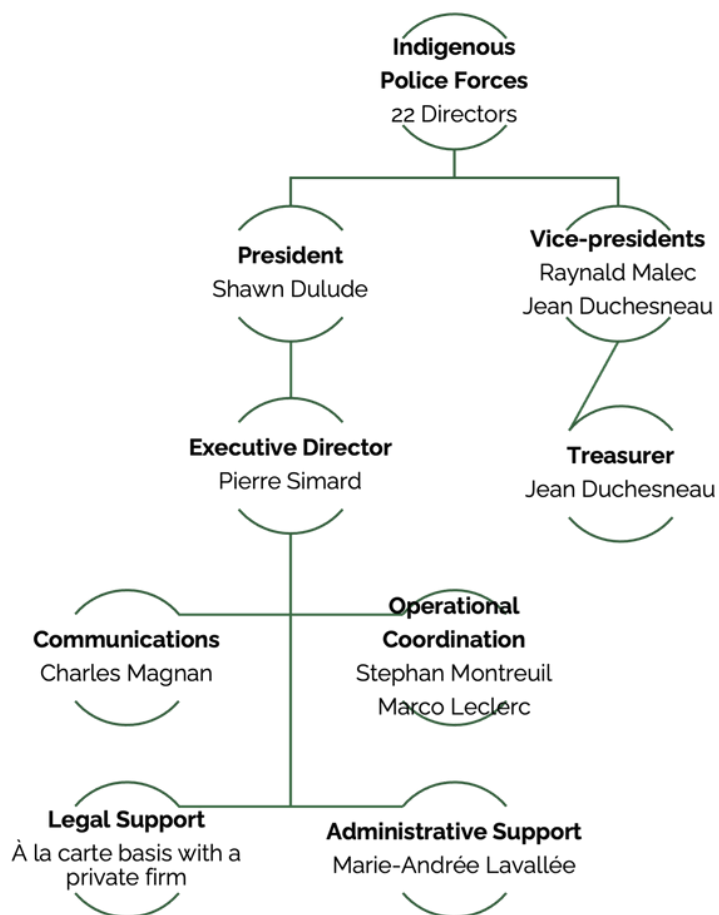 Indigenous
Police Forces
22 Directors
President
Shawn Dulude
Vice-presidents
Raynald Malec
Jean Duchesneau
Executive Director
Pierre Simard
Treasurer
Jean Duchesneau
Communications
Charles Magnan
Operational
Coordination
Stephan Montreuil
Marco Leclerc
Legal Support
À la carte basis with a
private firm
Administrative Support
Marie-Andrée Lavallée